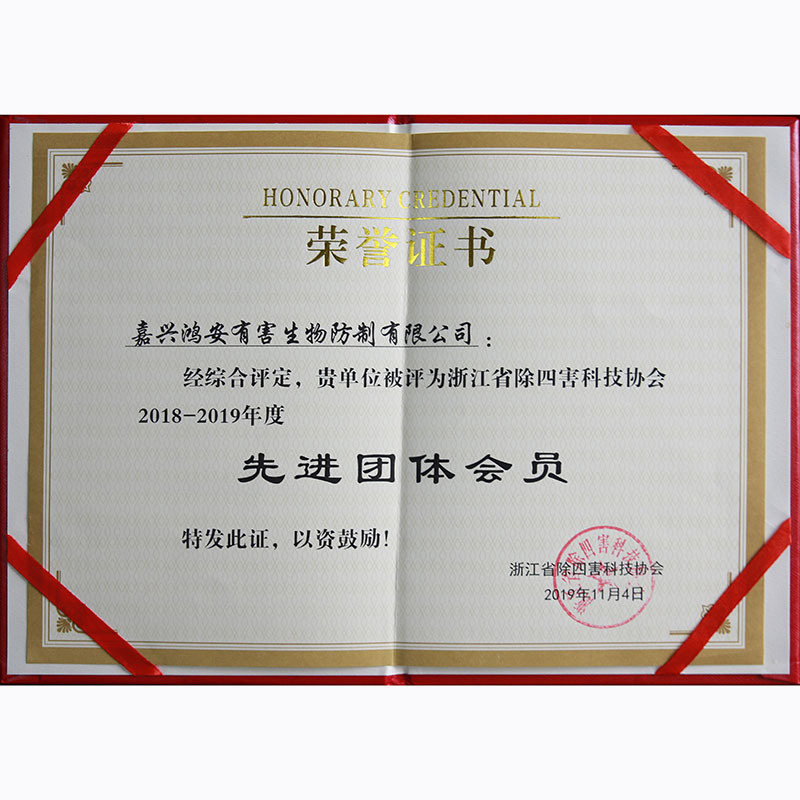 HONORARY CREDENTIAL
荣誉证书
嘉兴鸿安有害生物防制有限公司：
经综合评定，贵单位被评为浙江省除四害科技协会
2018-2019年度
先进团体会员
特发此证，以资鼓励！
浙江省除四害科技协会
2019年11月4日